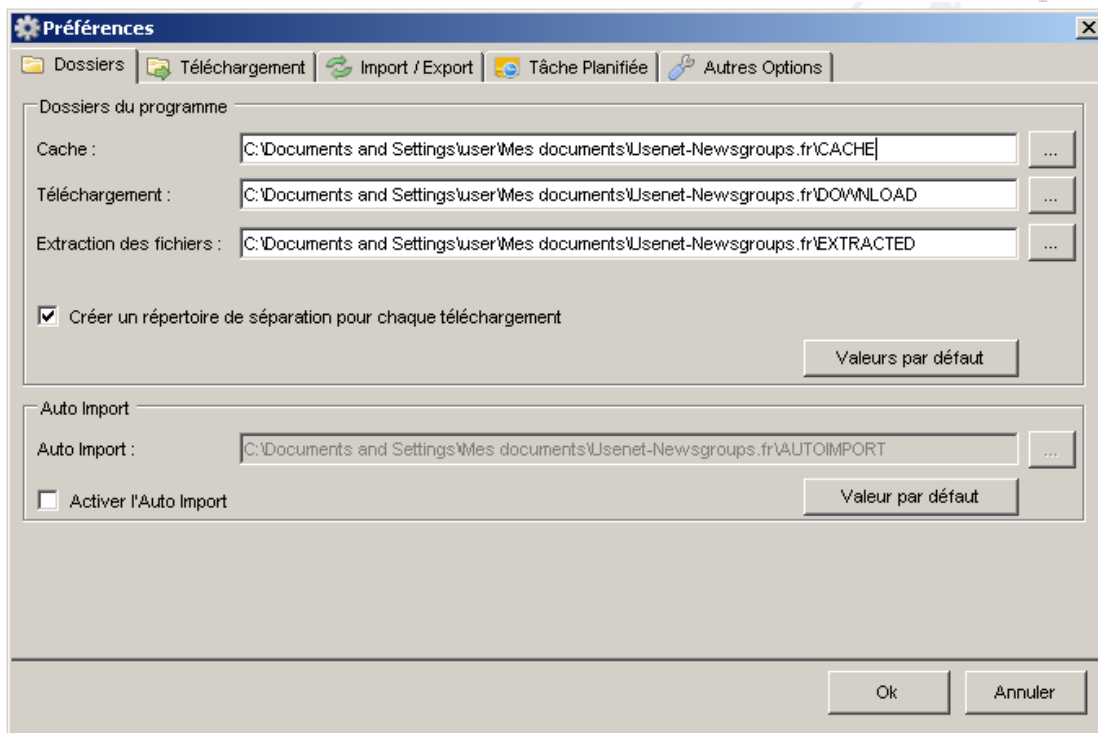 Préférences
Dossiers Téléchargement Import / Export Tâche Planifiée Autres Options
Dossiers du programme
Cache : C:\Documents and Settings\user\Mes documents\Usenet-Newsgroups.fr\CACHE ...
Téléchargement : C:\Documents and Settings\user\Mes documents\Usenet-Newsgroups.fr\DOWNLOAD ...
Extraction des fichiers : C:\Documents and Settings\user\Mes documents\Usenet-Newsgroups.fr\EXTRACTED ...
Créer un répertoire de séparation pour chaque téléchargement
Valeurs par défaut
Auto Import
Auto Import : C:\Documents and Settings\Mes documents\Usenet-Newsgroups.fr\AUTOIMPORT ...
Activer l'Auto Import Valeur par défaut
Ok Annuler